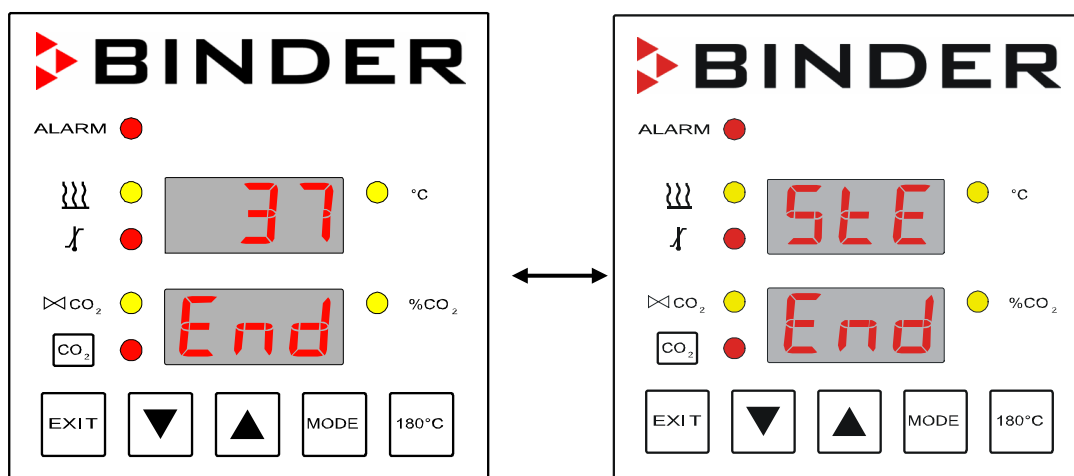 BINDER
ALARM
37 °C
CO₂ End %CO₂
CO₂
EXIT MODE 180°C
BINDER
ALARM
StE °C
CO₂ End %CO₂
CO₂
EXIT MODE 180°C